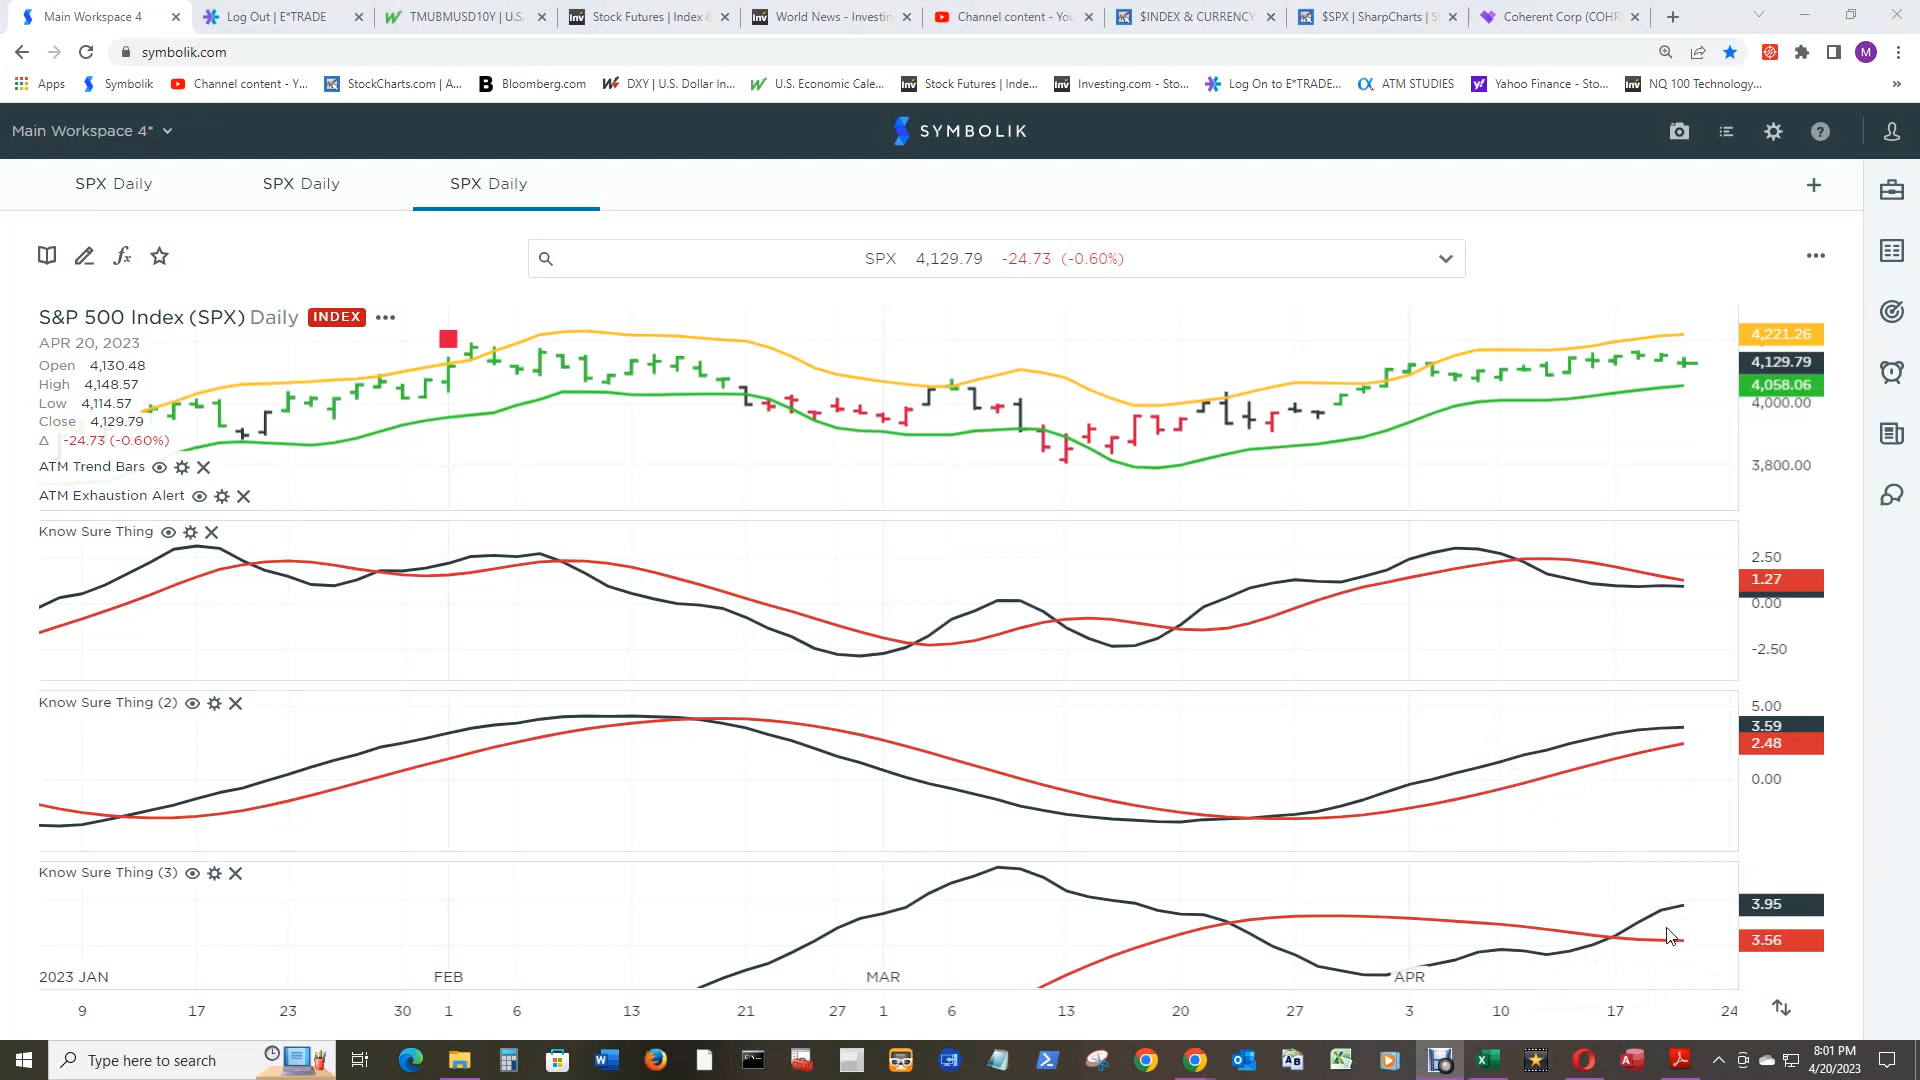 Main Workspace 4
Log Out | E*TRADE
TMUBMUSD10Y | U.S.
Stock Futures | Index &
World News - Investin
Channel content - You
$INDEX & CURRENCY
$SPX | SharpCharts | S
Coherent Corp (COHR
symbolik.com
M
Apps
Symbolik
Channel content - Y...
StockCharts.com | A...
Bloomberg.com
DXY | U.S. Dollar In...
U.S. Economic Cale...
Stock Futures | Inde...
Investing.com - Sto...
Log On to E*TRADE...
ATM STUDIES
Yahoo Finance - Sto...
NQ 100 Technology...
»
Main Workspace 4*
SYMBOLIK
SPX Daily
SPX Daily
SPX Daily
SPX 4,129.79 -24.73 (-0.60%)
S&P 500 Index (SPX) Daily INDEX
APR 20, 2023
Open 4,130.48
High 4,148.57
Low 4,114.57
Close 4,129.79
Δ -24.73 (-0.60%)
ATM Trend Bars
ATM Exhaustion Alert
4,221.26
4,129.79
4,058.06
4,000.00
3,800.00
Know Sure Thing
2.50
1.27
0.00
-2.50
Know Sure Thing (2)
5.00
3.59
2.48
0.00
Know Sure Thing (3)
3.95
3.56
2023 JAN FEB MAR APR
9 17 23 30 1 6 13 21 27 1 6 13 20 27 3 10 17 24
Type here to search
8:01 PM
4/20/2023